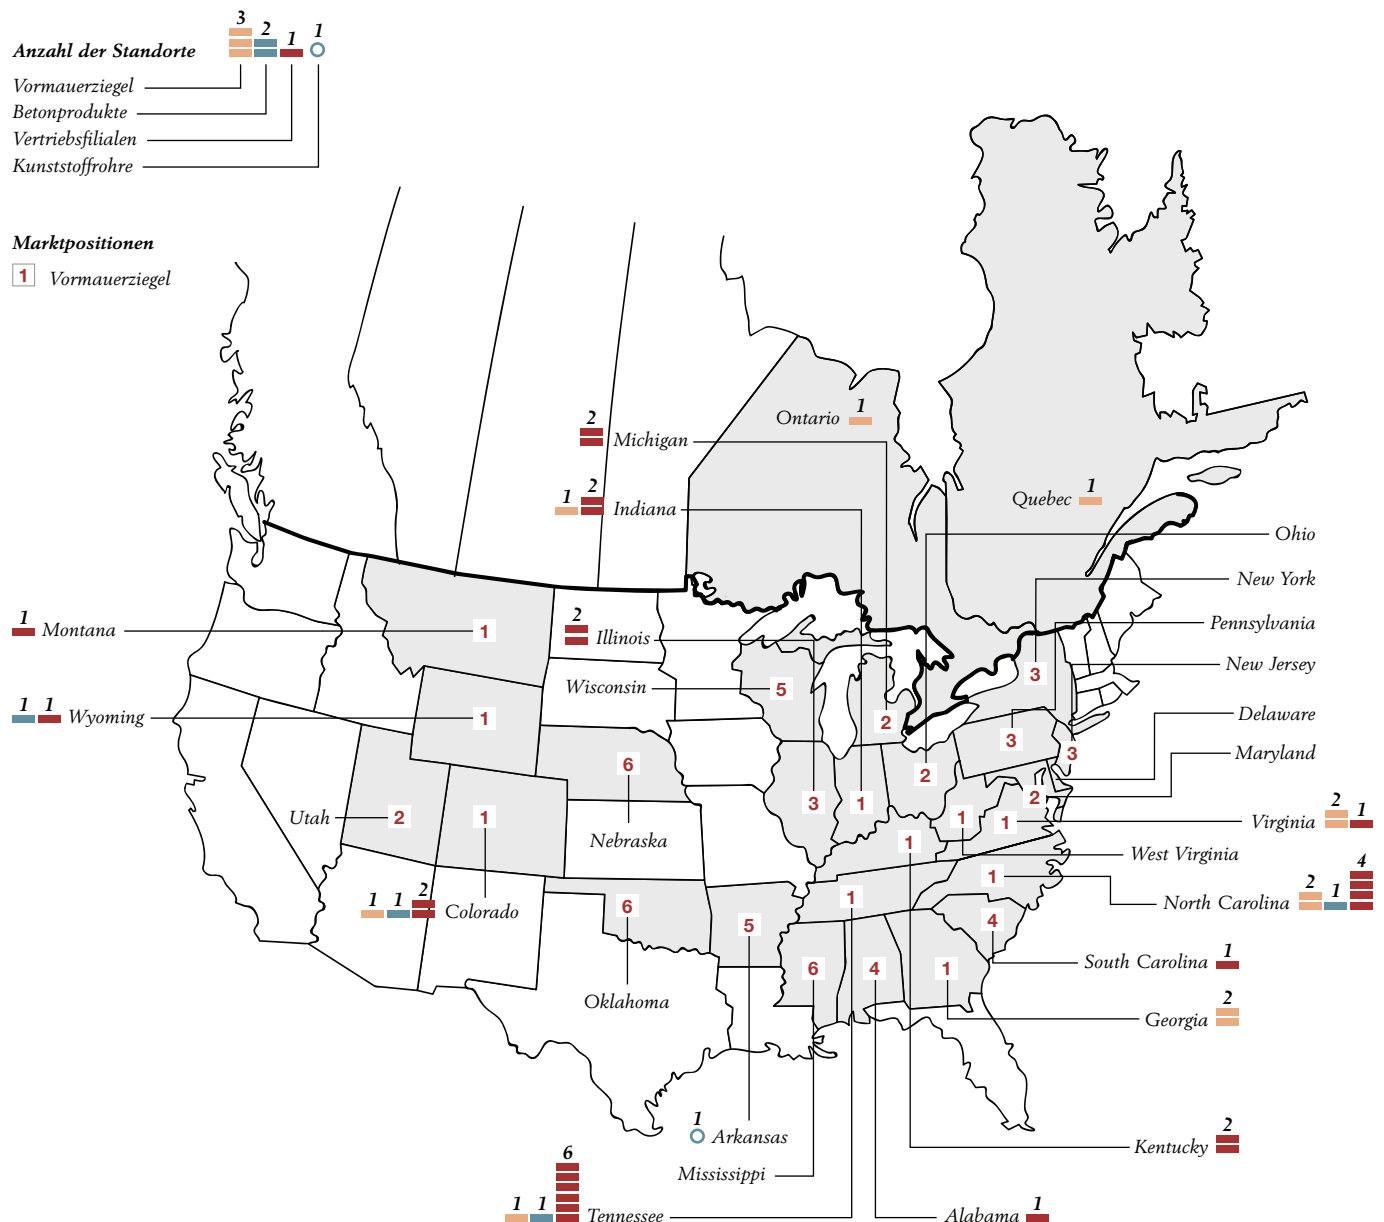 3
2
1
1
Anzahl der Standorte
Vormauerziegel
Betonprodukte
Vertriebsfilialen
Kunststoffrohre
Marktpositionen
1 Vormauerziegel
1
Ontario
2
Michigan
1 2
Indiana
1
Quebec
Ohio
New York
Pennsylvania
New Jersey
Delaware
Maryland
1
Montana
1
2
Illinois
3
Wisconsin
5
2
1 1
Wyoming
1
3
3
6
2
2
Utah
2
1
3
1
1
1
2 1
Virginia
Nebraska
1
West Virginia
1 1 2
Colorado
6
1
1
2 1 4
North Carolina
5
4
6
4
1
1
South Carolina
Oklahoma
2
Georgia
1
Arkansas
2
Kentucky
Mississippi
1 1 6
Tennessee
1
Alabama